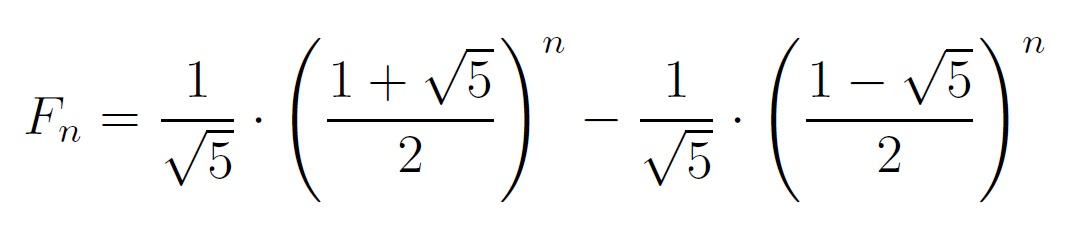 $F_n = \frac{1}{\sqrt{5}} \cdot \left( \frac{1 + \sqrt{5}}{2} \right)^n - \frac{1}{\sqrt{5}} \cdot \left( \frac{1 - \sqrt{5}}{2} \right)^n$